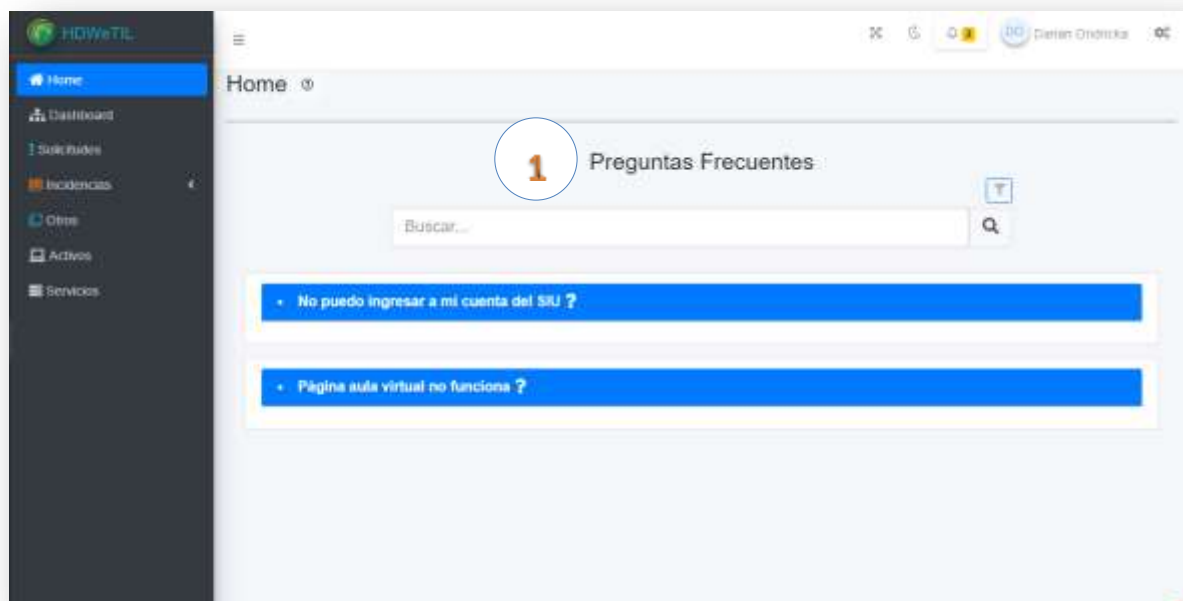 HDWeTIL
Home
Dashboard
Solicitudes
Incidencias
Otros
Activos
Servicios
DO
Home
1
Preguntas Frecuentes
Buscar...
No puedo ingresar a mi cuenta del SIU ?
Página aula virtual no funciona ?